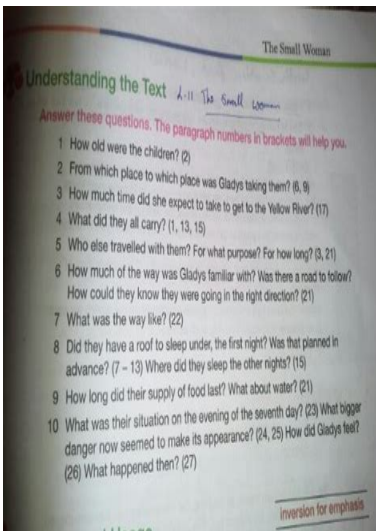 The Small Woman
Understanding the Text L-11 The Small woman
Answer these questions. The paragraph numbers in brackets will help you.
1 How old were the children? (2)
2 From which place to which place was Gladys taking them? (6, 9)
3 How much time did she expect to take to get to the Yellow River? (17)
4 What did they all carry? (1, 13, 15)
5 Who else travelled with them? For what purpose? For how long? (3, 21)
6 How much of the way was Gladys familiar with? Was there a road to follow?
How could they know they were going in the right direction? (21)
7 What was the way like? (22)
8 Did they have a roof to sleep under, the first night? Was that planned in
advance? (7 – 13) Where did they sleep the other nights? (15)
9 How long did their supply of food last? What about water? (21)
10 What was their situation on the evening of the seventh day? (23) What bigger
danger now seemed to make its appearance? (24, 25) How did Gladys feel?
(26) What happened then? (27)
inversion for emphasis